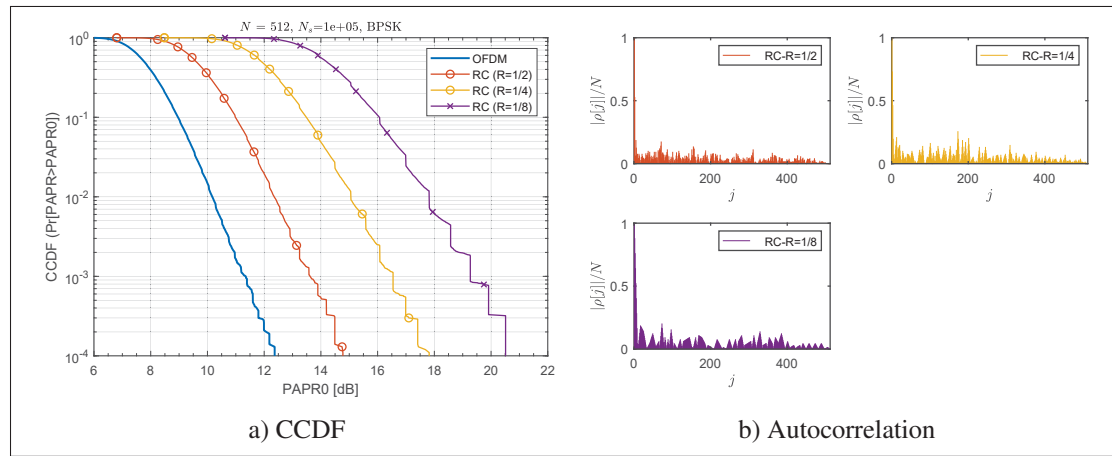 N = 512, N_s=1e+05, BPSK
OFDM
RC (R=1/2)
RC (R=1/4)
RC (R=1/8)
CCDF (Pr[PAPR>PAPR0])
10^0
10^-1
10^-2
10^-3
10^-4
6 8 10 12 14 16 18 20 22
PAPR0 [dB]
a) CCDF
RC-R=1/2
|ρ[j]|/N
1
0.5
0
0 200 400
j
RC-R=1/4
|ρ[j]|/N
1
0.5
0
0 200 400
j
RC-R=1/8
|ρ[j]|/N
1
0.5
0
0 200 400
j
b) Autocorrelation